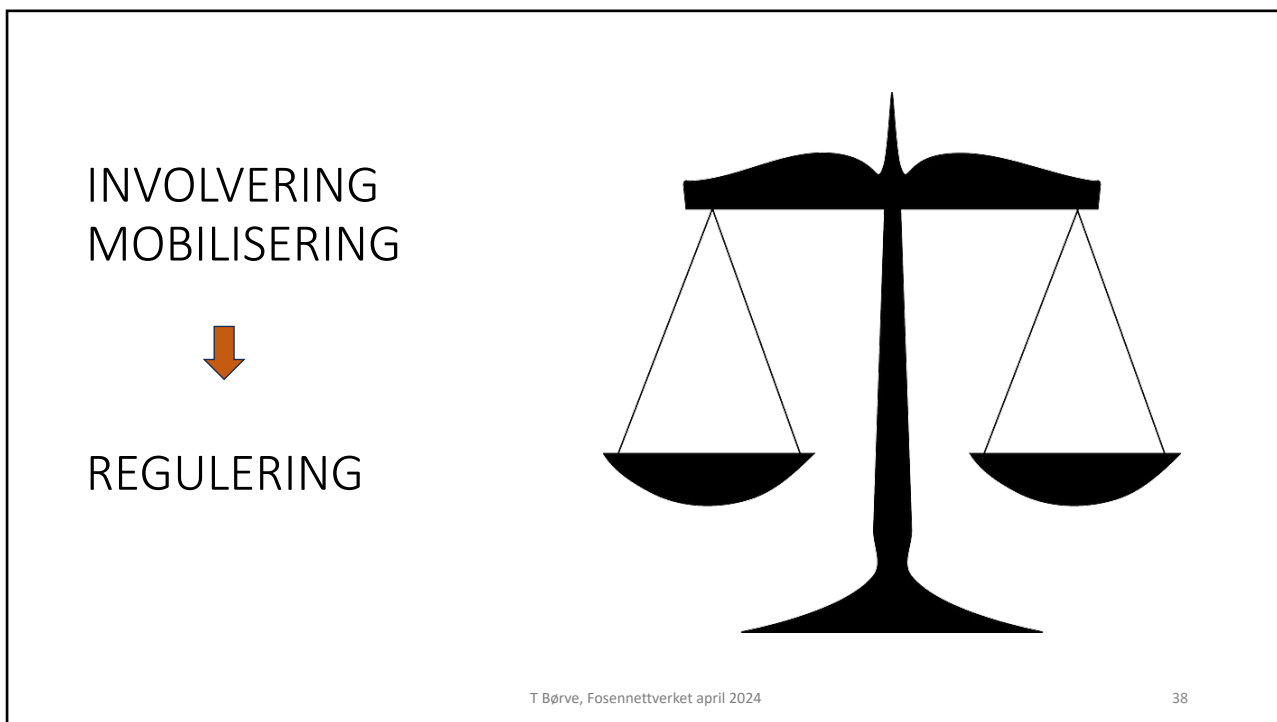 INVOLVERING
MOBILISERING
REGULERING
T Børve, Fosennettverket april 2024
38